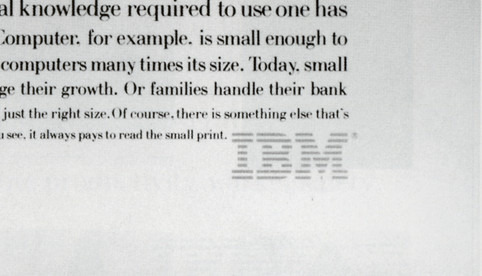 al knowledge required to use one has
Computer, for example, is small enough to
computers many times its size. Today, small
ge their growth. Or families handle their bank
just the right size. Of course, there is something else that's
u see, it always pays to read the small print.
IBM®